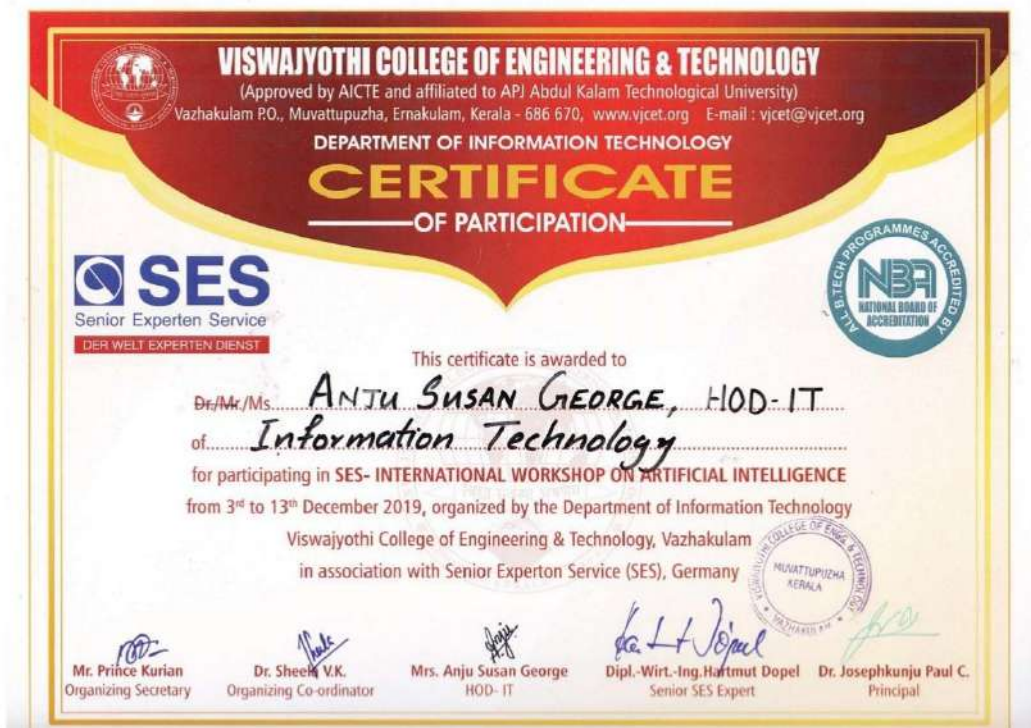 VISWAJYOTHI COLLEGE OF ENGINEERING & TECHNOLOGY
(Approved by AICTE and affiliated to APJ Abdul Kalam Technological University)
Vazhakulam P.O., Muvattupuzha, Ernakulam, Kerala - 686 670, www.vjcet.org E-mail : vjcet@vjcet.org
DEPARTMENT OF INFORMATION TECHNOLOGY
CERTIFICATE
OF PARTICIPATION
SES
Senior Experten Service
DER WELT EXPERTEN DIENST
ALL B.TECH PROGRAMMES ACCREDITED BY
NBA
NATIONAL BOARD OF
ACCREDITATION
This certificate is awarded to
Dr/Mr./Ms. ANJU SUSAN GEORGE, HOD-IT
of Information Technology
for participating in SES- INTERNATIONAL WORKSHOP ON ARTIFICIAL INTELLIGENCE
from 3rd to 13th December 2019, organized by the Department of Information Technology
Viswajyothi College of Engineering & Technology, Vazhakulam
in association with Senior Experton Service (SES), Germany
VISWAJYOTHI COLLEGE OF ENGG. & TECHNOLOGY
MUVATTUPUZHA
KERALA
VAZHAKULAM
Mr. Prince Kurian
Organizing Secretary
Dr. Sheela V.K.
Organizing Co-ordinator
Mrs. Anju Susan George
HOD- IT
Dipl.-Wirt.-Ing.Hartmut Dopel
Senior SES Expert
Dr. Josephkunju Paul C.
Principal